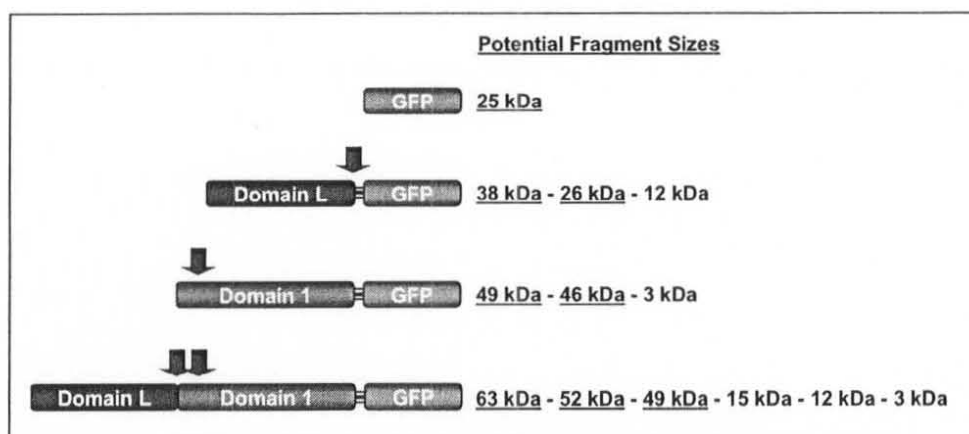 Potential Fragment Sizes
GFP 25 kDa
Domain L GFP 38 kDa - 26 kDa - 12 kDa
Domain 1 GFP 49 kDa - 46 kDa - 3 kDa
Domain L Domain 1 GFP 63 kDa - 52 kDa - 49 kDa - 15 kDa - 12 kDa - 3 kDa